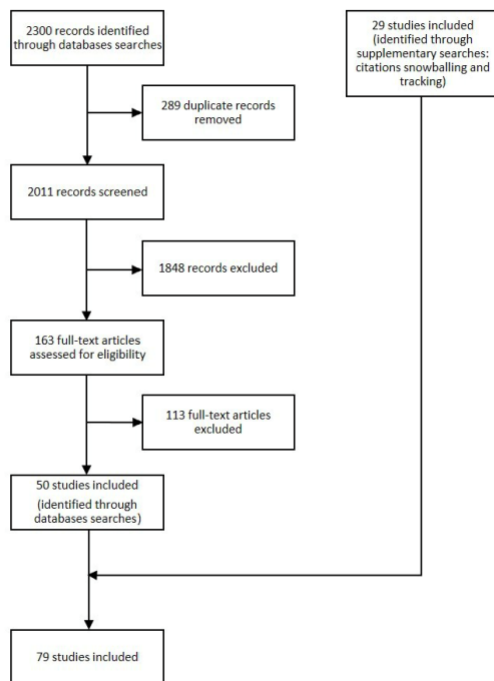 2300 records identified
through databases searches
29 studies included
(identified through
supplementary searches:
citations snowballing and
tracking)
289 duplicate records
removed
2011 records screened
1848 records excluded
163 full-text articles
assessed for eligibility
113 full-text articles
excluded
50 studies included
(identified through
databases searches)
79 studies included